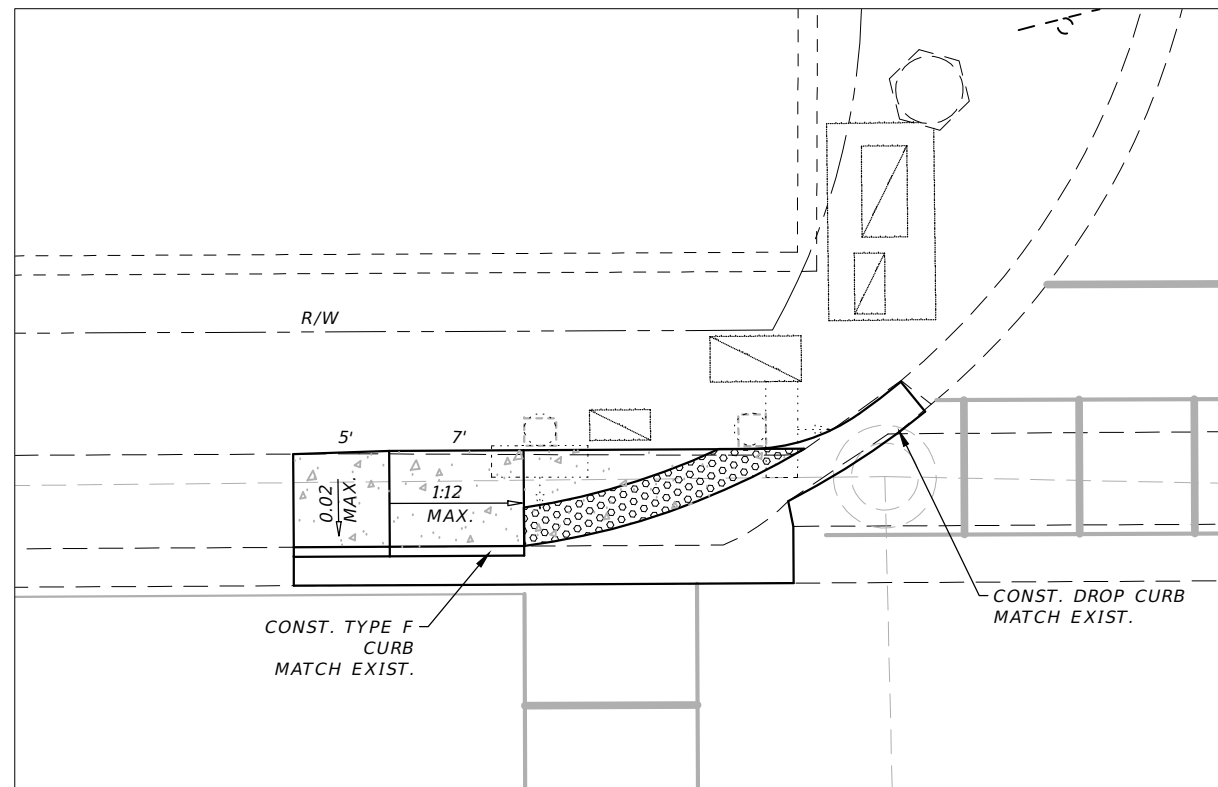 R/W
5'
7'
0.02
MAX.
1:12
MAX.
CONST. TYPE F
CURB
MATCH EXIST.
CONST. DROP CURB
MATCH EXIST.